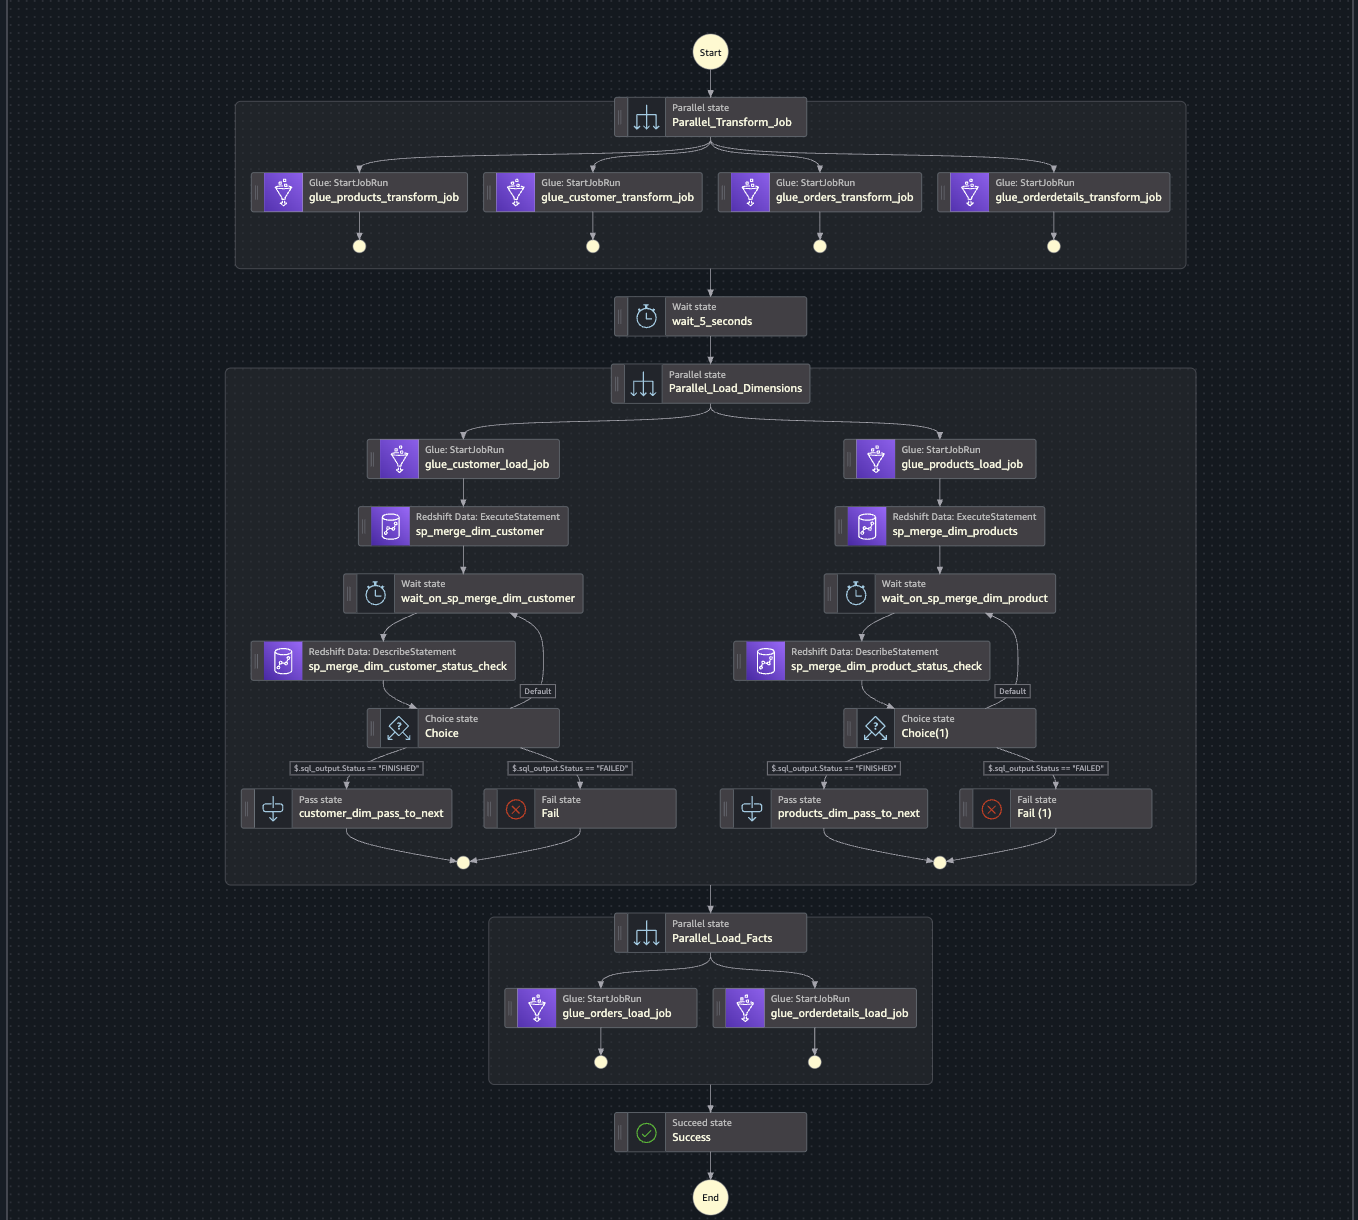 Start
Parallel state
Parallel_Transform_Job
Glue: StartJobRun
glue_products_transform_job
Glue: StartJobRun
glue_customer_transform_job
Glue: StartJobRun
glue_orders_transform_job
Glue: StartJobRun
glue_orderdetails_transform_job
Wait state
wait_5_seconds
Parallel state
Parallel_Load_Dimensions
Glue: StartJobRun
glue_customer_load_job
Glue: StartJobRun
glue_products_load_job
Redshift Data: ExecuteStatement
sp_merge_dim_customer
Redshift Data: ExecuteStatement
sp_merge_dim_products
Wait state
wait_on_sp_merge_dim_customer
Wait state
wait_on_sp_merge_dim_product
Redshift Data: DescribeStatement
sp_merge_dim_customer_status_check
Redshift Data: DescribeStatement
sp_merge_dim_product_status_check
Default
Default
Choice state
Choice
Choice state
Choice(1)
$.sql_output.Status == "FINISHED"
$.sql_output.Status == "FAILED"
$.sql_output.Status == "FINISHED"
$.sql_output.Status == "FAILED"
Pass state
customer_dim_pass_to_next
Fail state
Fail
Pass state
products_dim_pass_to_next
Fail state
Fail (1)
Parallel state
Parallel_Load_Facts
Glue: StartJobRun
glue_orders_load_job
Glue: StartJobRun
glue_orderdetails_load_job
Succeed state
Success
End